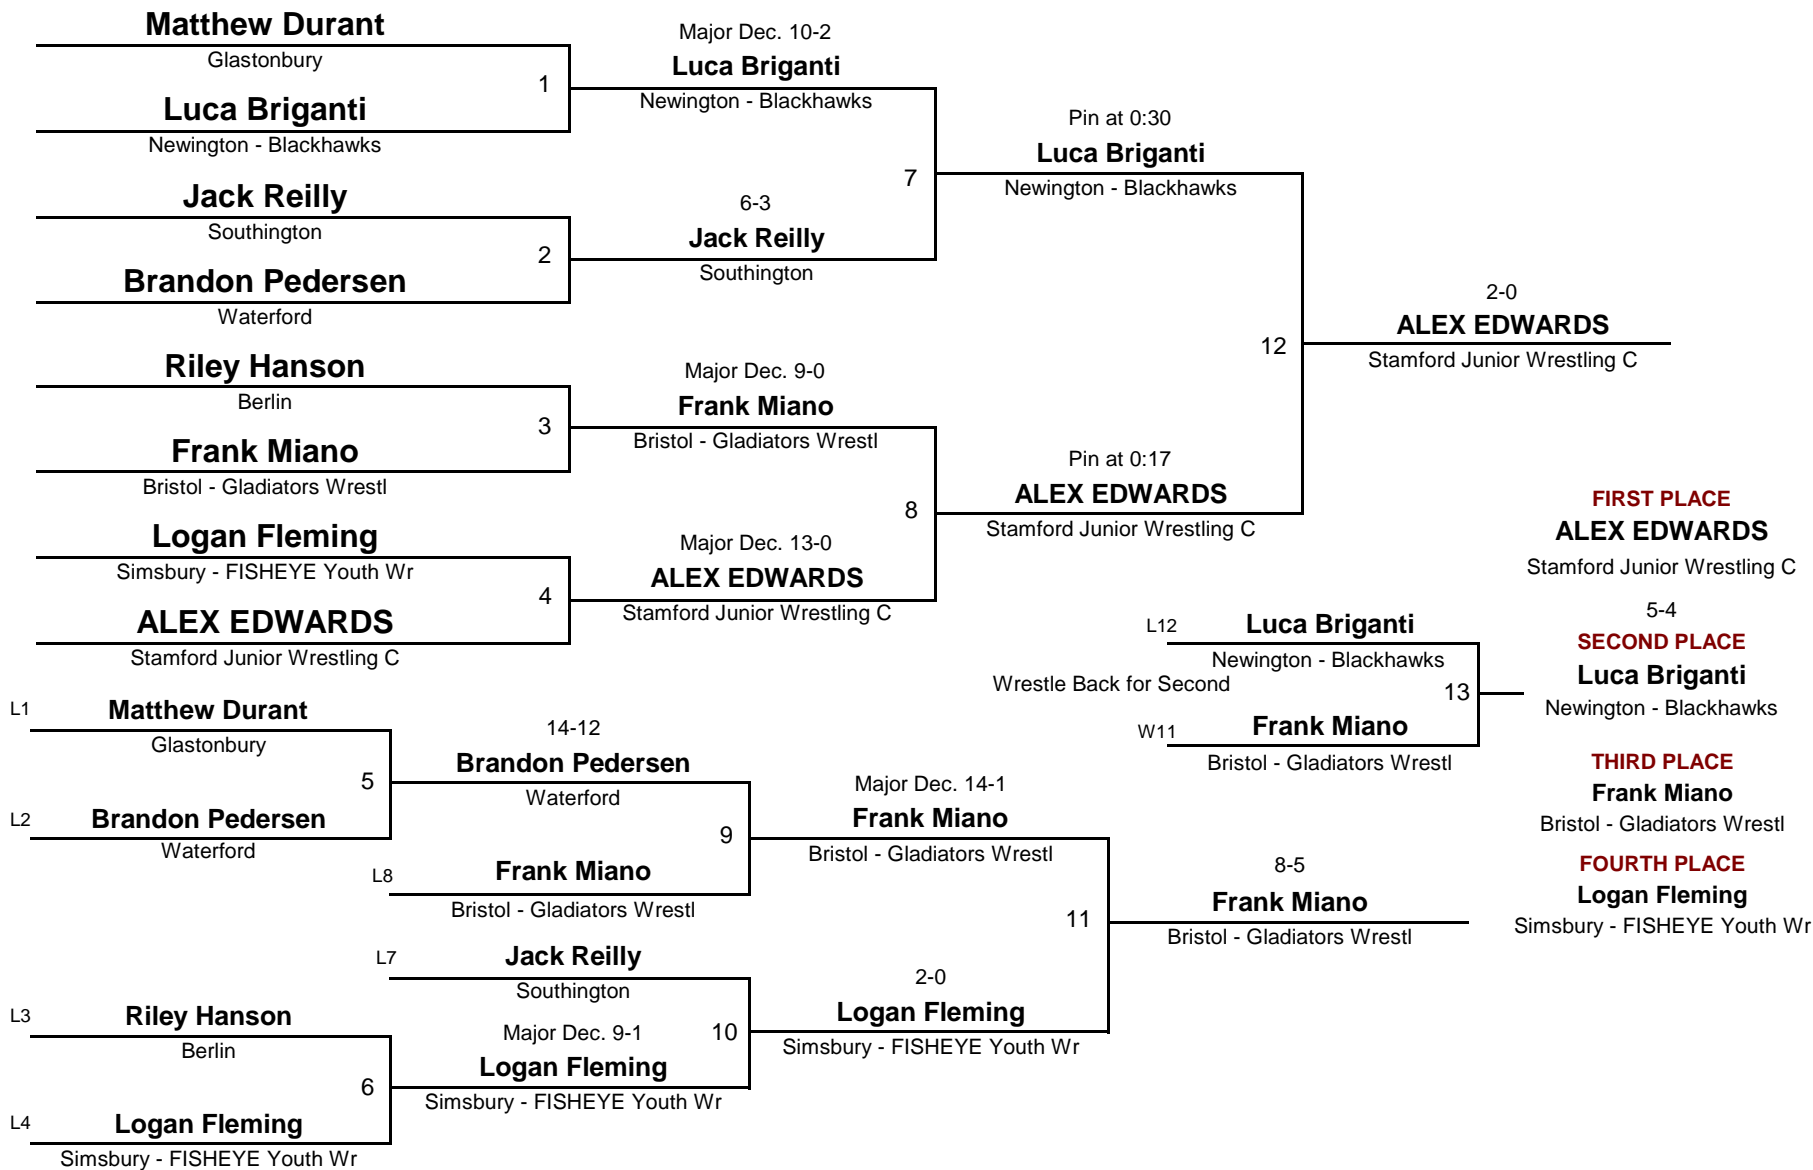 Matthew Durant
Glastonbury
1
Luca Briganti
Newington - Blackhawks
Jack Reilly
Southington
2
Brandon Pedersen
Waterford
Riley Hanson
Berlin
3
Frank Miano
Bristol - Gladiators Wrestl
Logan Fleming
Simsbury - FISHEYE Youth Wr
4
ALEX EDWARDS
Stamford Junior Wrestling C
Major Dec. 10-2
Luca Briganti
Newington - Blackhawks
7
6-3
Jack Reilly
Southington
Major Dec. 9-0
Frank Miano
Bristol - Gladiators Wrestl
8
Major Dec. 13-0
ALEX EDWARDS
Stamford Junior Wrestling C
Pin at 0:30
Luca Briganti
Newington - Blackhawks
12
Pin at 0:17
ALEX EDWARDS
Stamford Junior Wrestling C
2-0
ALEX EDWARDS
Stamford Junior Wrestling C
L1
Matthew Durant
Glastonbury
5
L2
Brandon Pedersen
Waterford
L3
Riley Hanson
Berlin
6
L4
Logan Fleming
Simsbury - FISHEYE Youth Wr
14-12
Brandon Pedersen
Waterford
9
L8
Frank Miano
Bristol - Gladiators Wrestl
L7
Jack Reilly
Southington
10
Major Dec. 9-1
Logan Fleming
Simsbury - FISHEYE Youth Wr
Major Dec. 14-1
Frank Miano
Bristol - Gladiators Wrestl
11
2-0
Logan Fleming
Simsbury - FISHEYE Youth Wr
8-5
Frank Miano
Bristol - Gladiators Wrestl
L12
Luca Briganti
Newington - Blackhawks
Wrestle Back for Second
13
W11
Frank Miano
Bristol - Gladiators Wrestl
FIRST PLACE
ALEX EDWARDS
Stamford Junior Wrestling C
5-4
SECOND PLACE
Luca Briganti
Newington - Blackhawks
THIRD PLACE
Frank Miano
Bristol - Gladiators Wrestl
FOURTH PLACE
Logan Fleming
Simsbury - FISHEYE Youth Wr